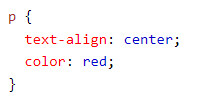 p {
  text-align: center;
  color: red;
}